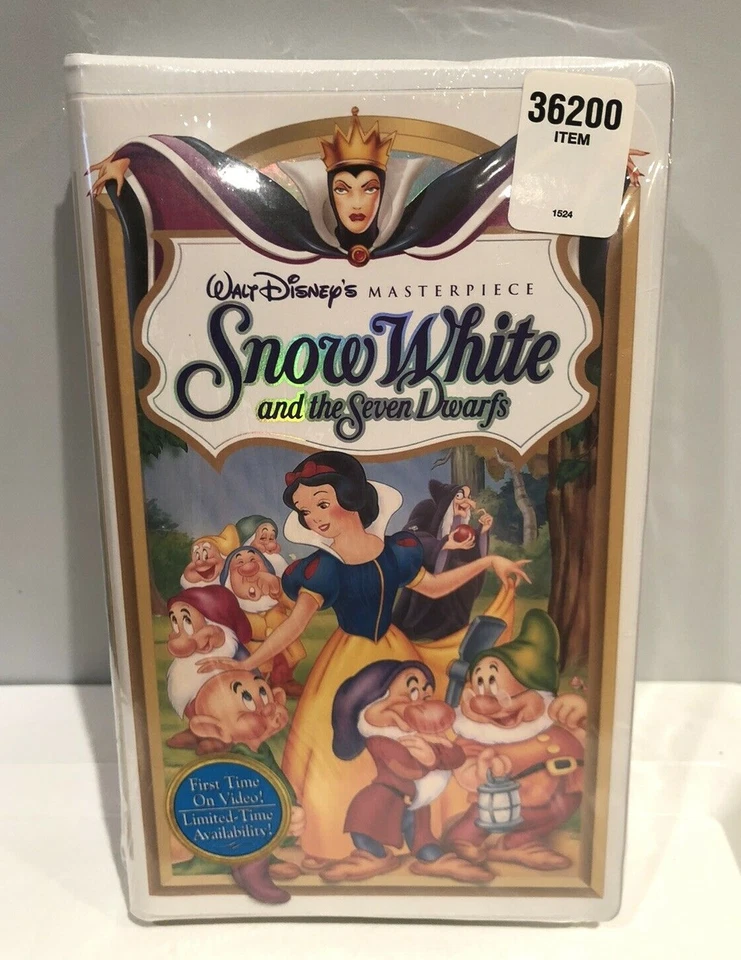 36200
ITEM
1524
WALT DISNEY'S MASTERPIECE
Snow White
and the Seven Dwarfs
First Time
On Video!
Limited-Time
Availability!